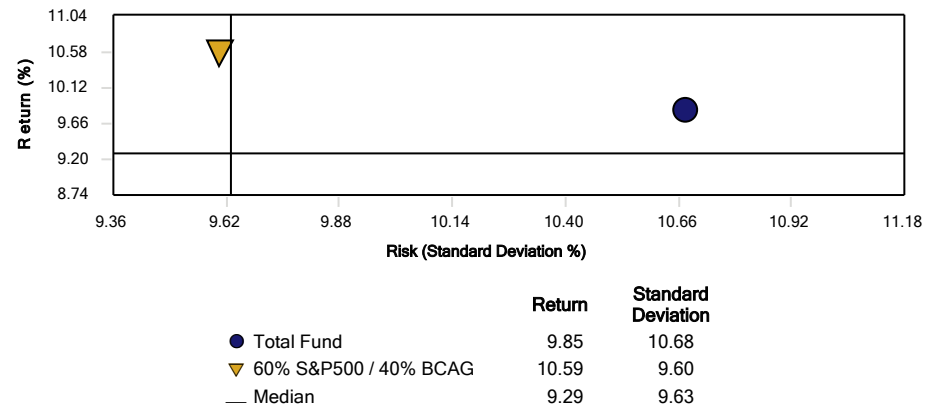 11.04
10.58
10.12
9.66
9.20
8.74
Return (%)
9.36 9.62 9.88 10.14 10.40 10.66 10.92 11.18
Risk (Standard Deviation %)
Return Standard Deviation
Total Fund 9.85 10.68
60% S&P500 / 40% BCAG 10.59 9.60
Median 9.29 9.63